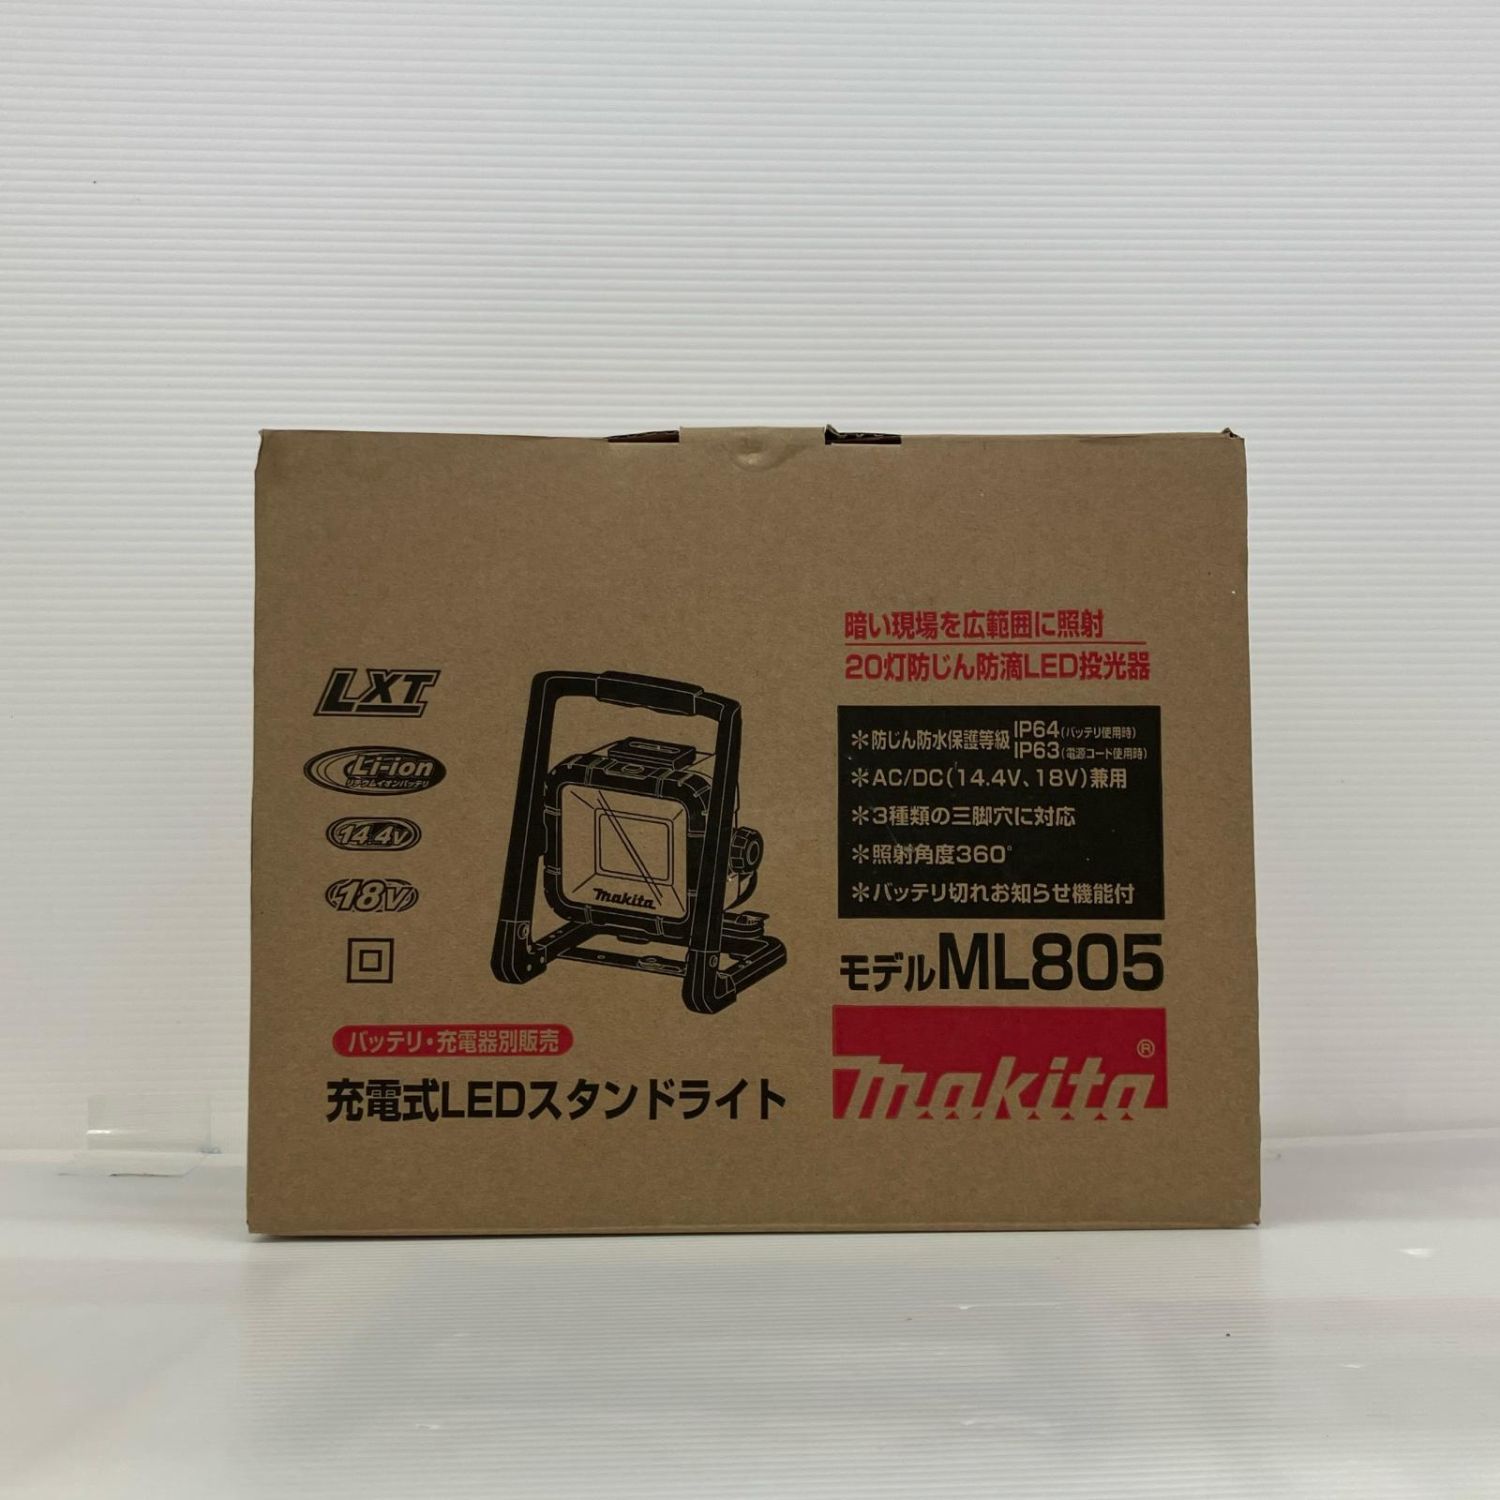 LXT
Li-ion
リチウムイオンバッテリ
14.4V
18V
makita
バッテリ・充電器別販売
充電式LEDスタンドライト
暗い現場を広範囲に照射
20灯防じん防滴LED投光器
＊防じん防水保護等級 IP64(バッテリ使用時)
IP63(電源コード使用時)
＊AC/DC(14.4V、18V)兼用
＊3種類の三脚穴に対応
＊照射角度360°
＊バッテリ切れお知らせ機能付
モデルML805
makita®